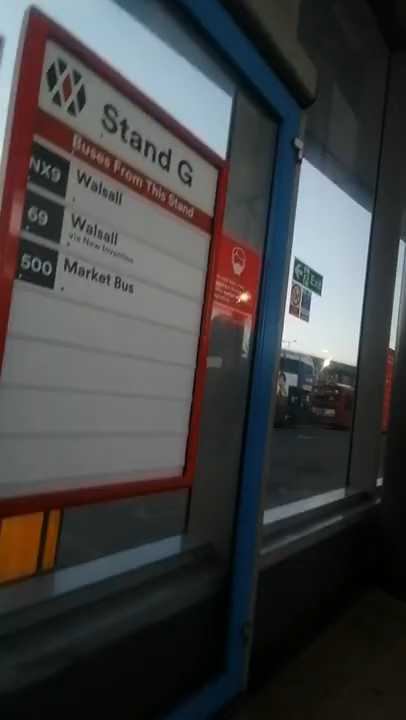 Stand G
Buses From This Stand
NX9 Walsall
69 Walsall
via New Invention
500 Market Bus
Exit